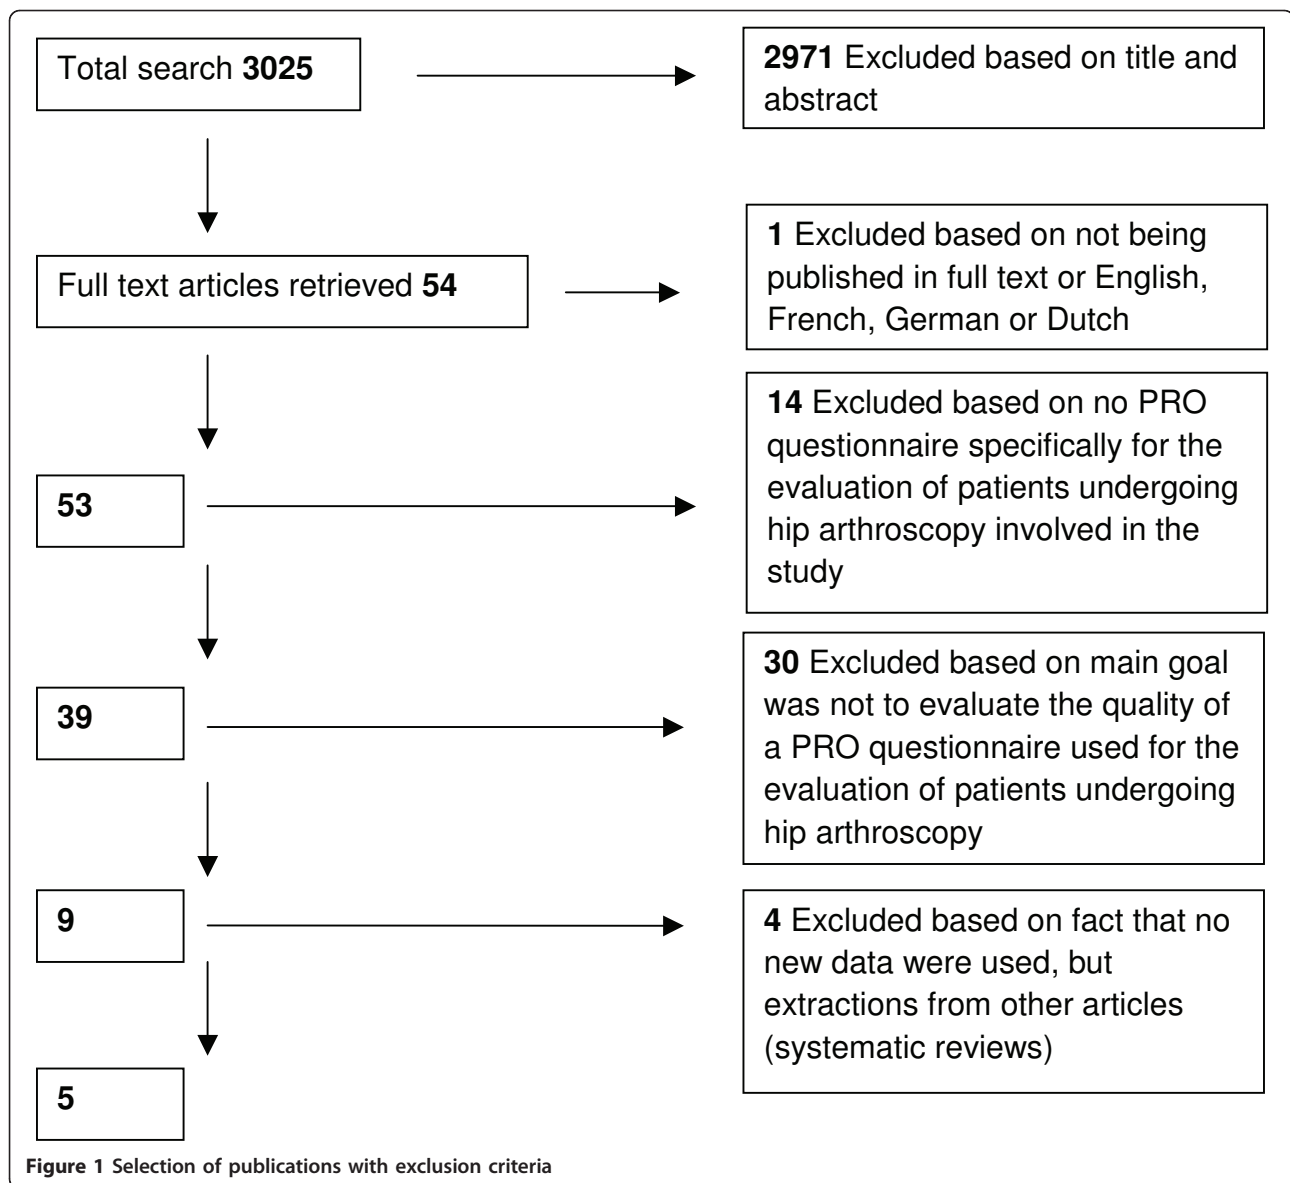 Total search 3025
2971 Excluded based on title and
abstract
Full text articles retrieved 54
1 Excluded based on not being
published in full text or English,
French, German or Dutch
53
14 Excluded based on no PRO
questionnaire specifically for the
evaluation of patients undergoing
hip arthroscopy involved in the
study
39
30 Excluded based on main goal
was not to evaluate the quality of
a PRO questionnaire used for the
evaluation of patients undergoing
hip arthroscopy
9
4 Excluded based on fact that no
new data were used, but
extractions from other articles
(systematic reviews)
5
Figure 1 Selection of publications with exclusion criteria